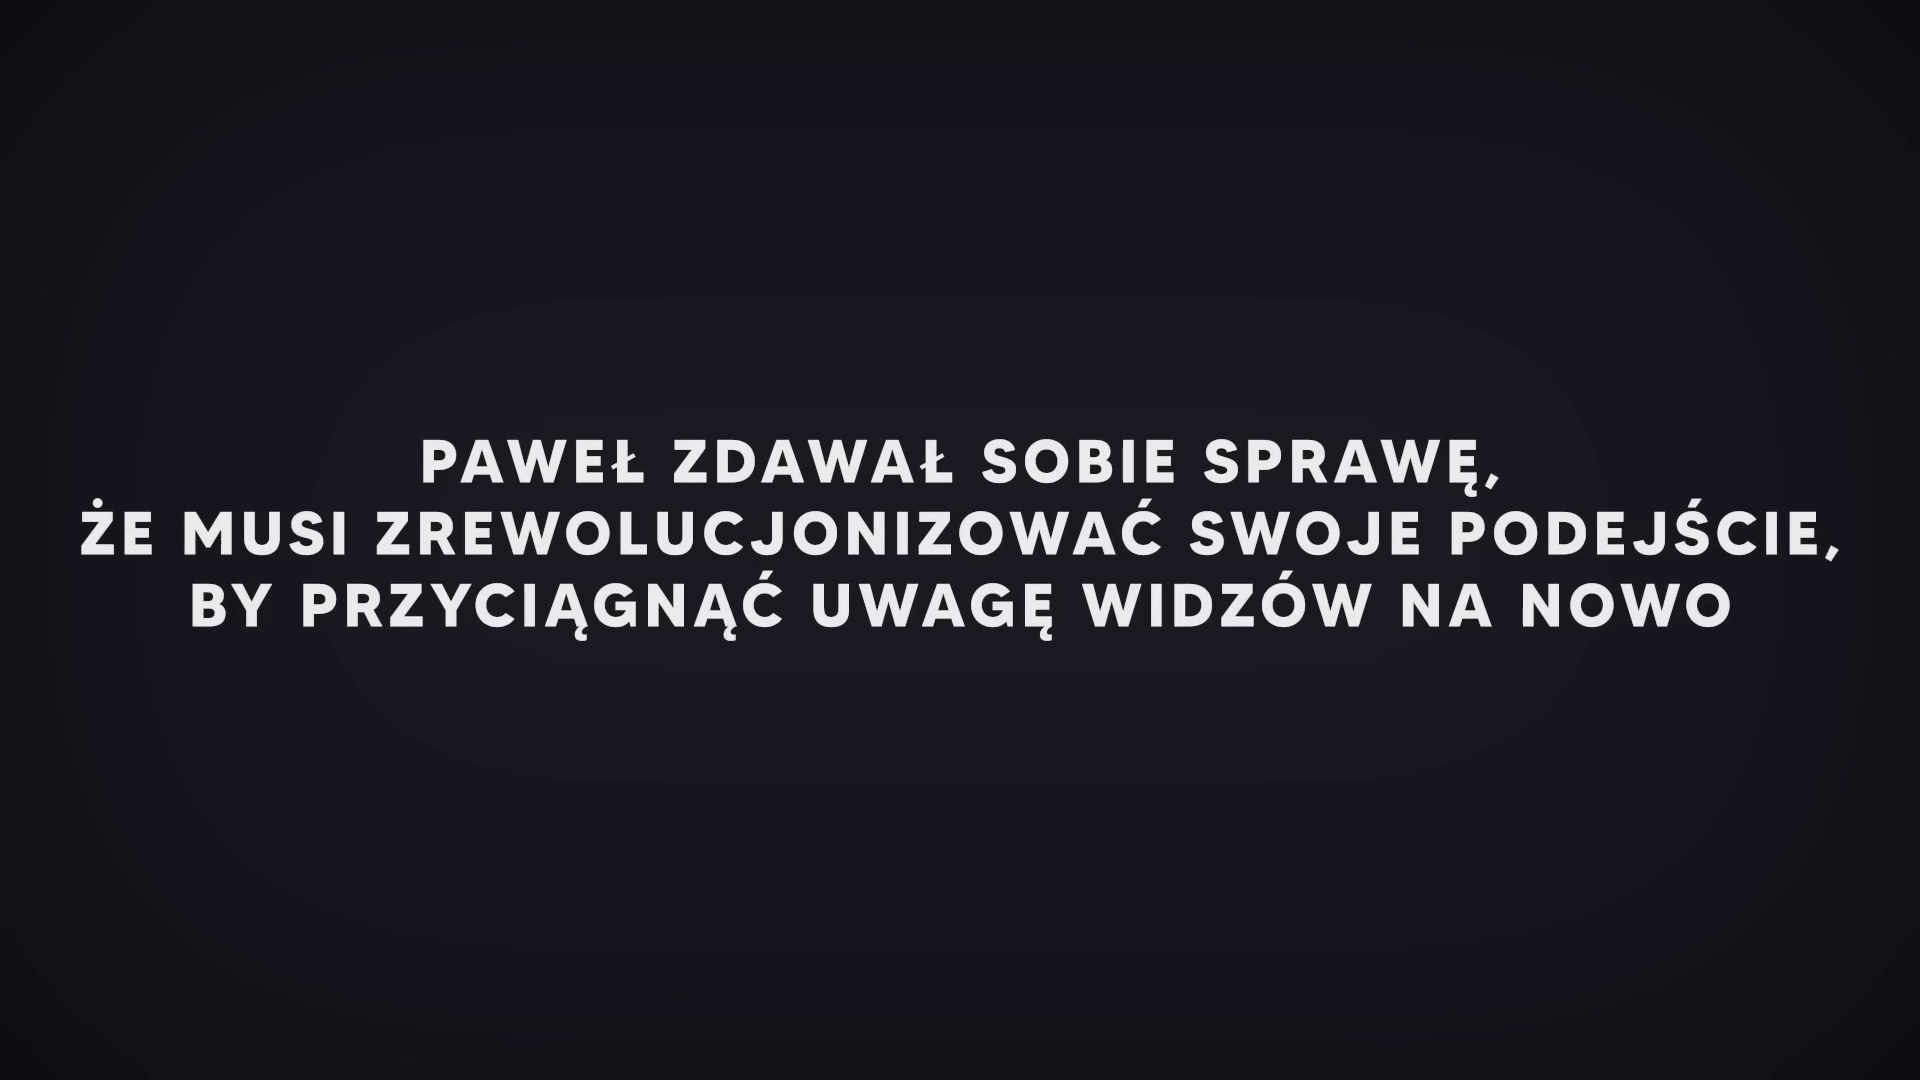 PAWEŁ ZDAWAŁ SOBIE SPRAWĘ,
ŻE MUSI ZREWOLUCJONIZOWAĆ SWOJE PODEJŚCIE,
BY PRZYCIĄGNĄĆ UWAGĘ WIDZÓW NA NOWO